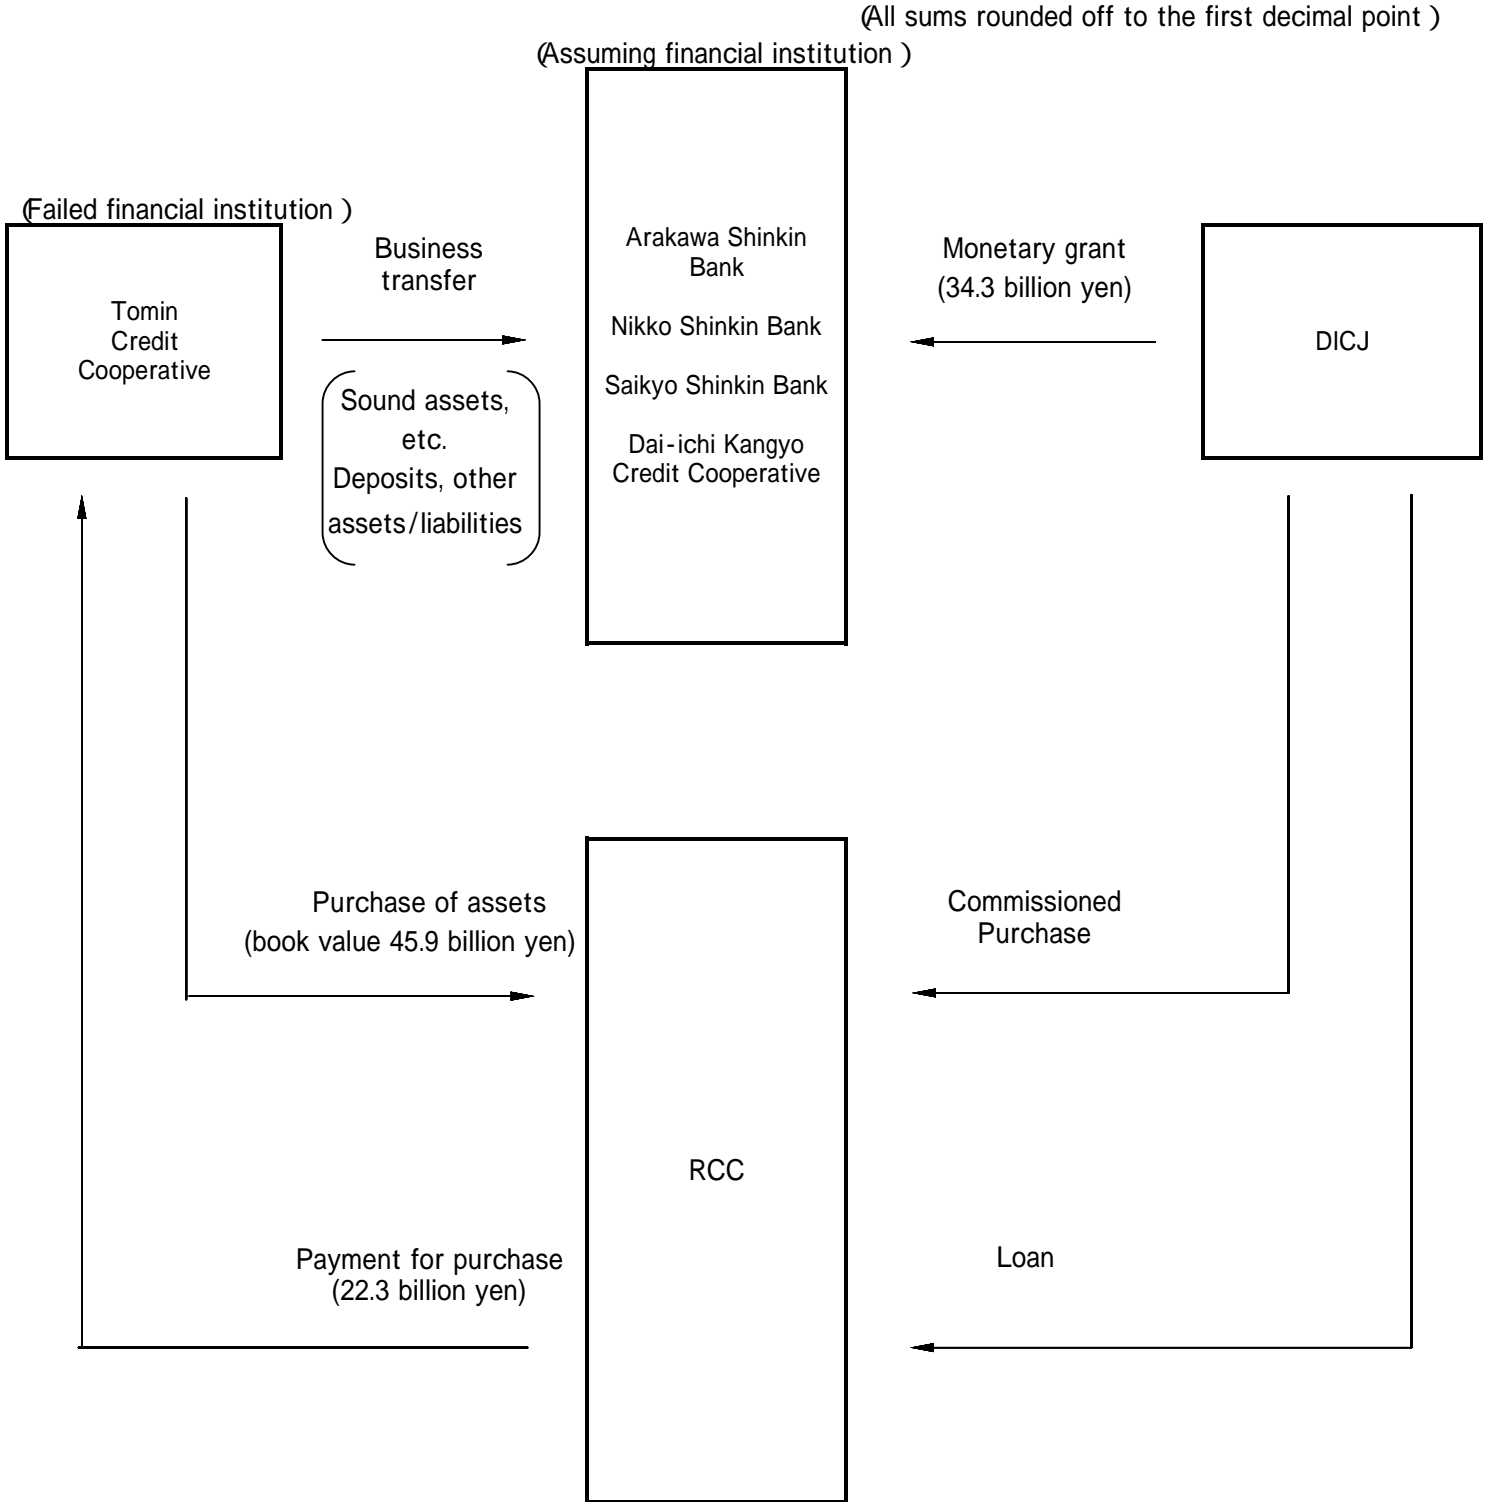 (All sums rounded off to the first decimal point)
(Assuming financial institution)
(Failed financial institution)
Tomin
Credit
Cooperative
Business
transfer
Sound assets,
etc.
Deposits, other
assets/liabilities
Arakawa Shinkin
Bank
Nikko Shinkin Bank
Saikyo Shinkin Bank
Dai-ichi Kangyo
Credit Cooperative
Monetary grant
(34.3 billion yen)
DICJ
Purchase of assets
(book value 45.9 billion yen)
Commissioned
Purchase
RCC
Payment for purchase
(22.3 billion yen)
Loan